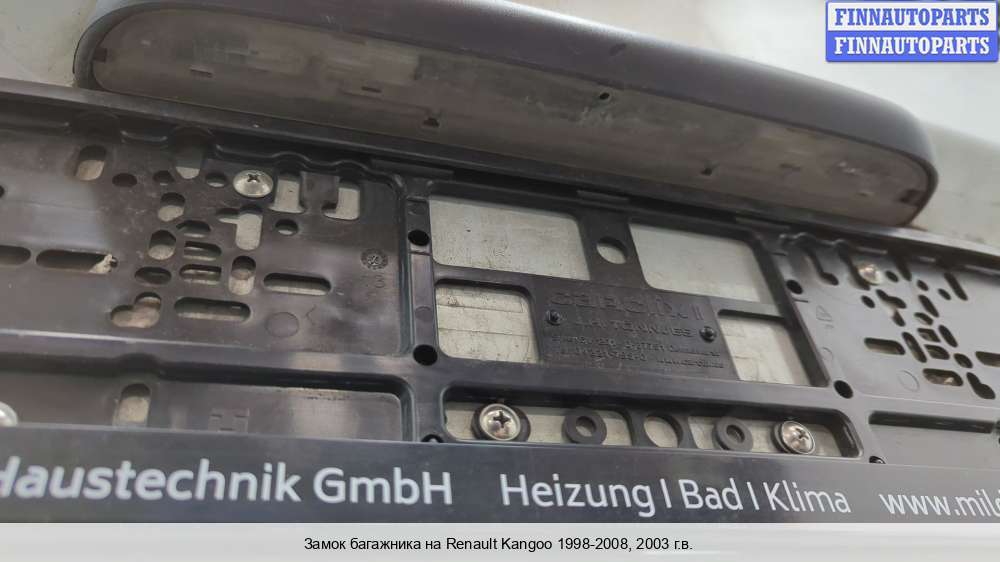 FINNAUTOPARTS
FINNAUTOPARTS
Haustechnik GmbH Heizung | Bad | Klima www.mil
Замок багажника на Renault Kangoo 1998-2008, 2003 г.в.